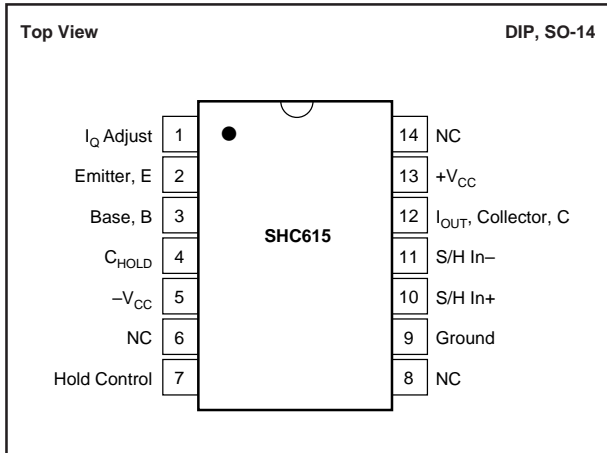 Top View
DIP, SO-14
I_Q Adjust 1
Emitter, E 2
Base, B 3
C_HOLD 4
–V_CC 5
NC 6
Hold Control 7
SHC615
14 NC
13 +V_CC
12 I_OUT, Collector, C
11 S/H In–
10 S/H In+
9 Ground
8 NC